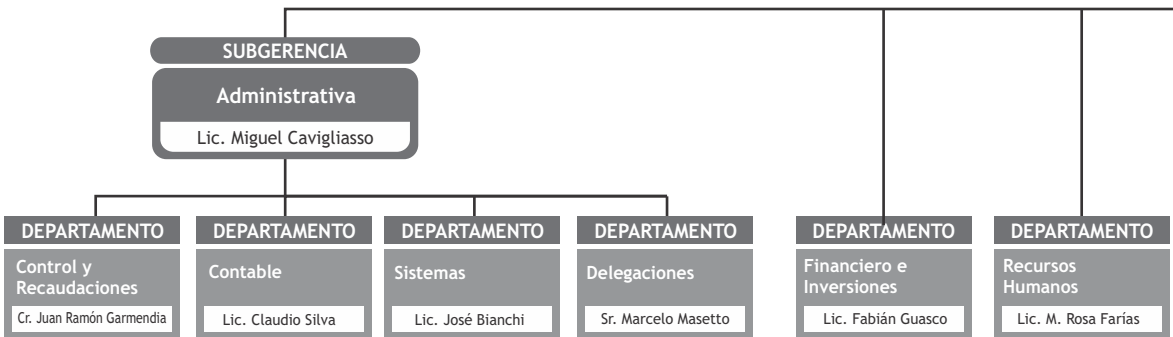 SUBGERENCIA
Administrativa
Lic. Miguel Cavigliasso
DEPARTAMENTO
Control y
Recaudaciones
Cr. Juan Ramón Garmendia
DEPARTAMENTO
Contable
Lic. Claudio Silva
DEPARTAMENTO
Sistemas
Lic. José Bianchi
DEPARTAMENTO
Delegaciones
Sr. Marcelo Masetto
DEPARTAMENTO
Financiero e
Inversiones
Lic. Fabián Guasco
DEPARTAMENTO
Recursos
Humanos
Lic. M. Rosa Farías